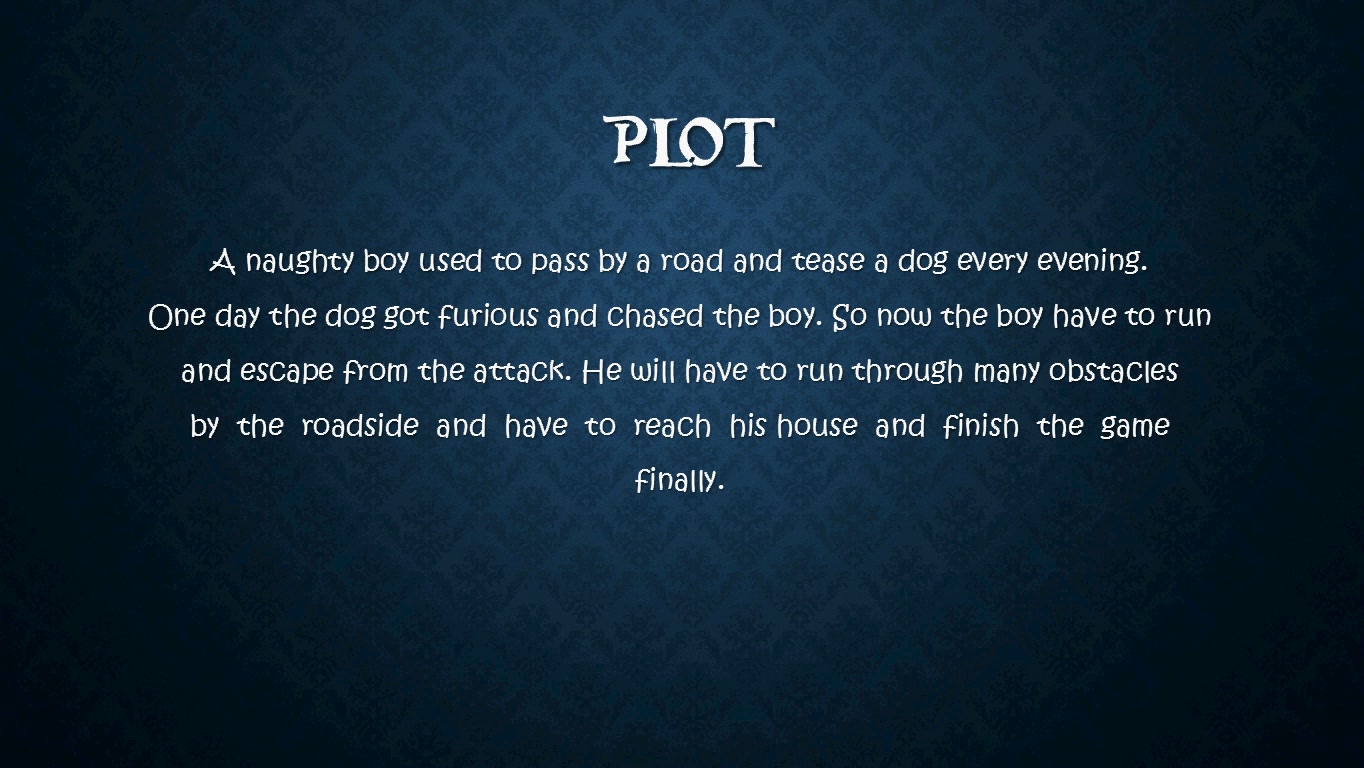 PLOT
A naughty boy used to pass by a road and tease a dog every evening.
One day the dog got furious and chased the boy. So now the boy have to run
and escape from the attack. He will have to run through many obstacles
by the roadside and have to reach his house and finish the game
finally.